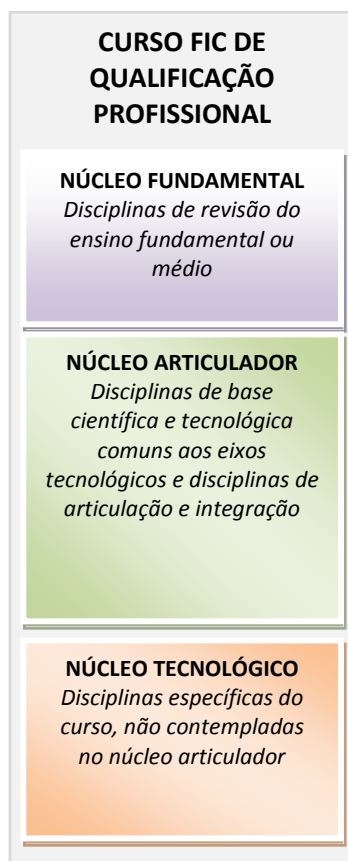 CURSO FIC DE
QUALIFICAÇÃO
PROFISSIONAL
NÚCLEO FUNDAMENTAL
Disciplinas de revisão do
ensino fundamental ou
médio
NÚCLEO ARTICULADOR
Disciplinas de base
científica e tecnológica
comuns aos eixos
tecnológicos e disciplinas de
articulação e integração
NÚCLEO TECNOLÓGICO
Disciplinas específicas do
curso, não contempladas
no núcleo articulador